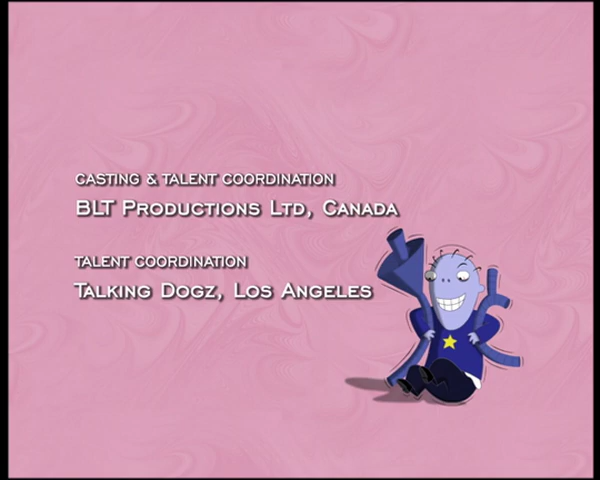 CASTING & TALENT COORDINATION
BLT PRODUCTIONS LTD, CANADA
TALENT COORDINATION
TALKING DOGZ, LOS ANGELES